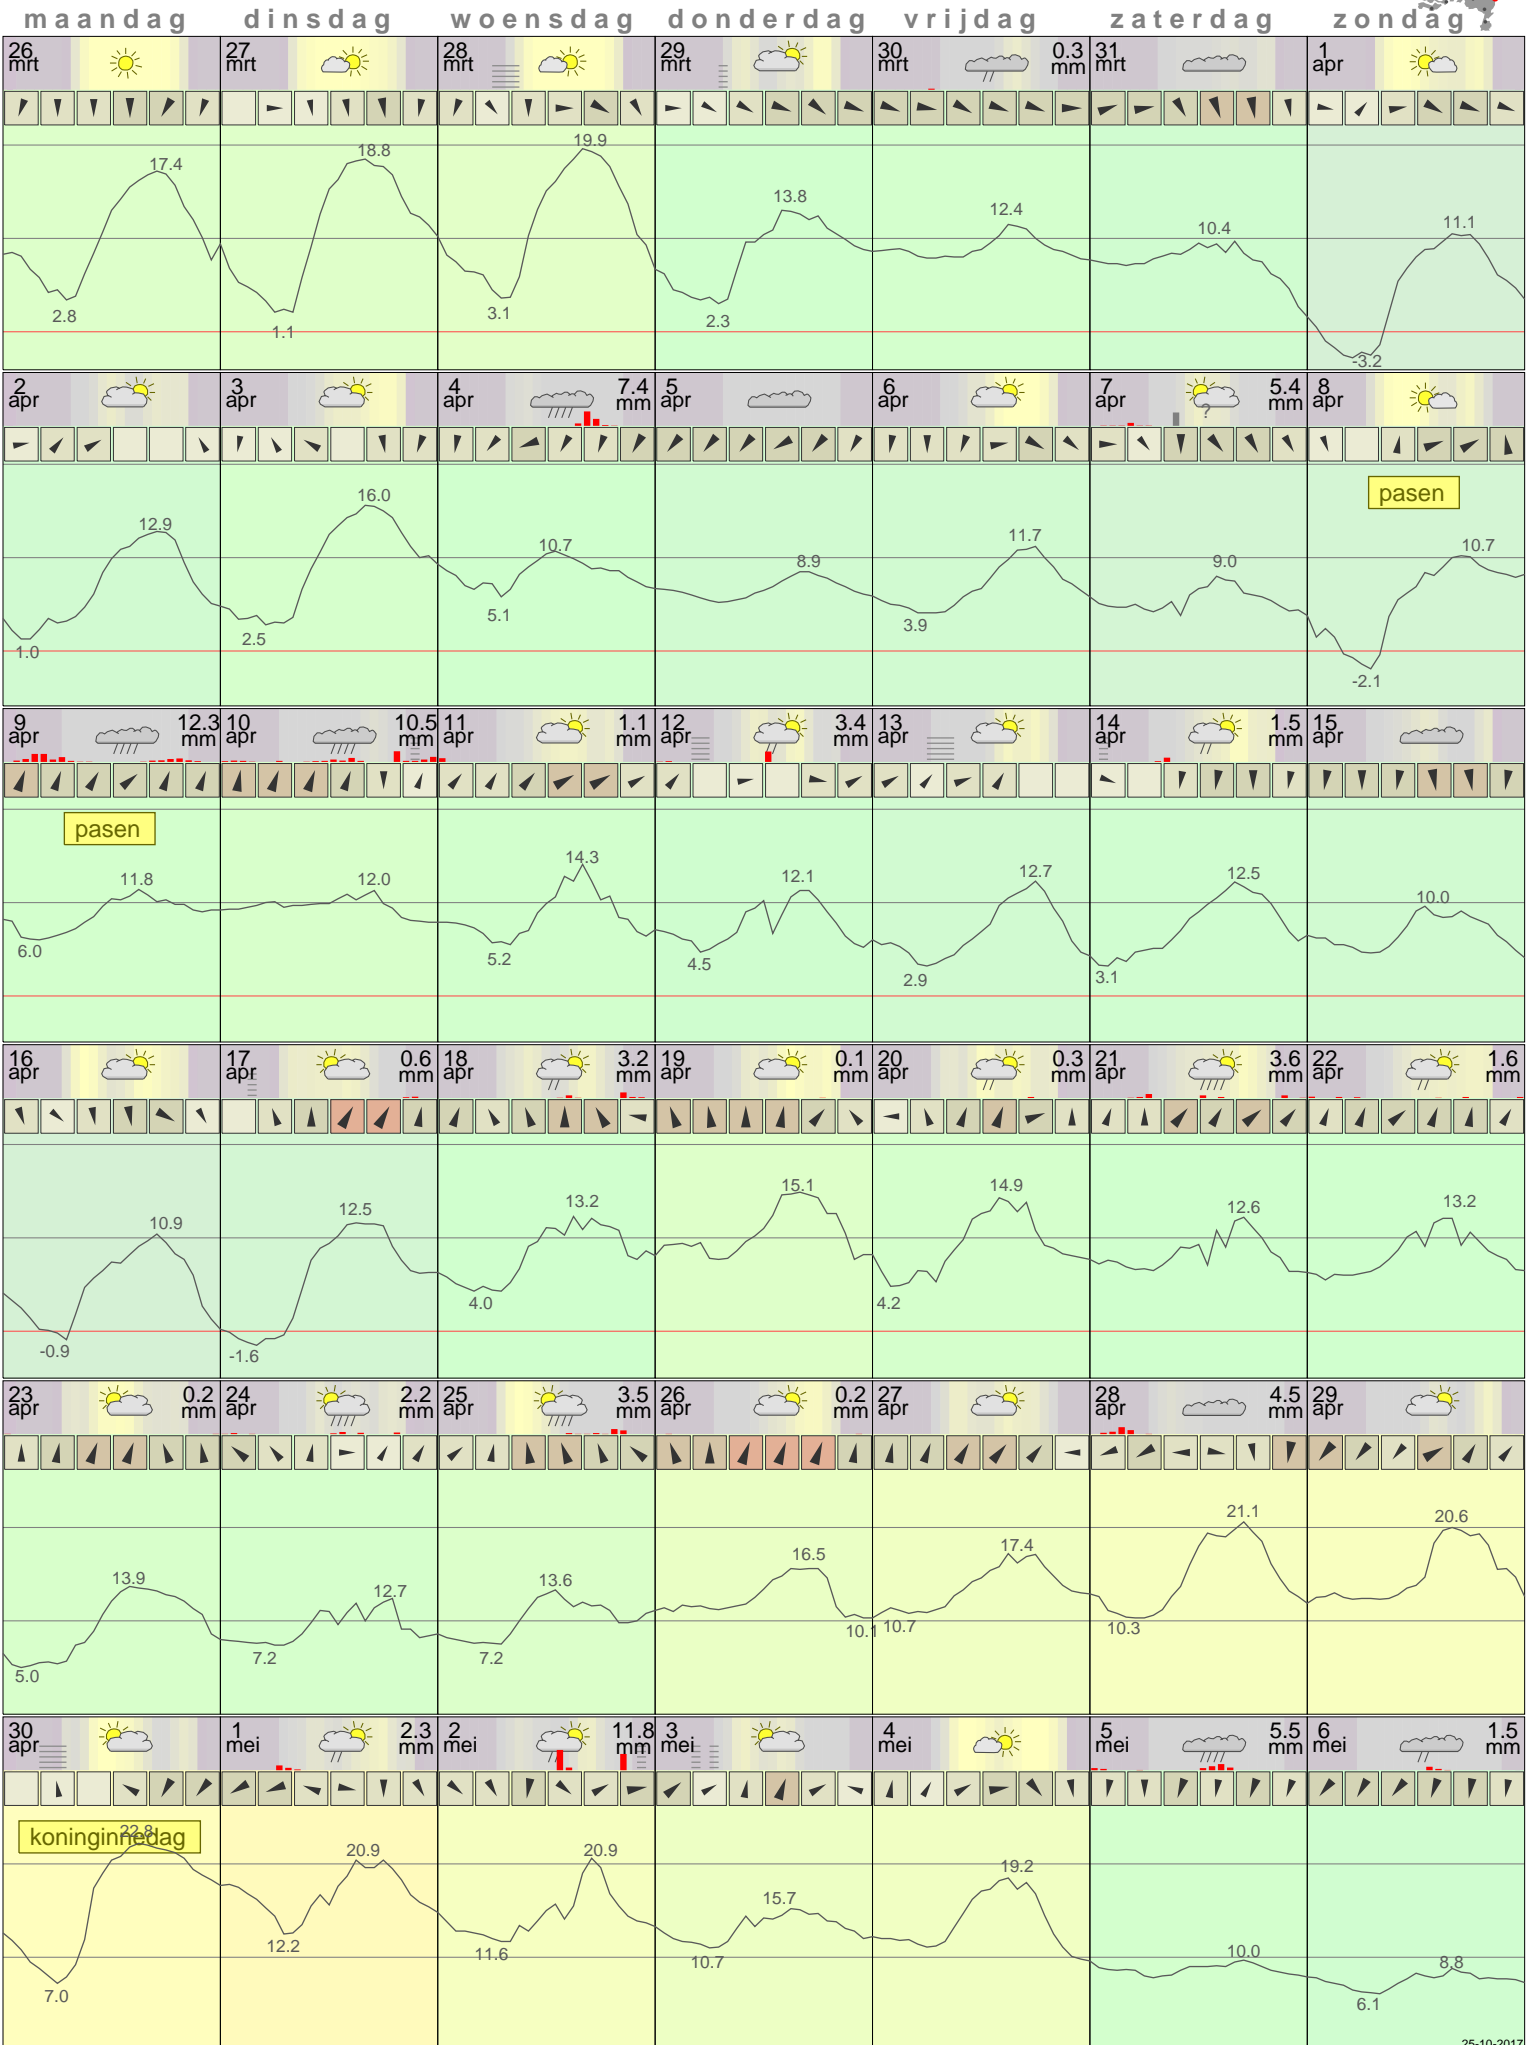 maandag dinsdag woensdag donderdag vrijdag zaterdag zondag
26 27 28 29 30 0.3 31 1
mrt mrt mrt mrt mrt mm mrt apr
17.4 18.8 19.9 13.8 12.4 10.4 11.1
2.8 1.1 3.1 2.3 -3.2
2 3 4 7.4 5 6 7 5.4 8
apr apr apr mm apr apr apr ? mm apr
pasen
12.9 16.0 10.7 8.9 11.7 9.0 10.7
1.0 2.5 5.1 3.9 -2.1
9 12.3 10 10.5 11 1.1 12 3.4 13 14 1.5 15
apr mm apr mm apr mm apr mm apr apr mm apr
pasen
11.8 12.0 14.3 12.1 12.7 12.5 10.0
6.0 5.2 4.5 2.9 3.1
16 17 0.6 18 3.2 19 0.1 20 0.3 21 3.6 22 1.6
apr apr mm apr mm apr mm apr mm apr mm apr mm
10.9 12.5 13.2 15.1 14.9 12.6 13.2
-0.9 -1.6 4.0 4.2
23 0.2 24 2.2 25 3.5 26 0.2 27 28 4.5 29
apr mm apr mm apr mm apr mm apr apr mm apr
13.9 12.7 13.6 16.5 17.4 21.1 20.6
5.0 7.2 7.2 10.1 10.7 10.3
30 1 2.3 2 11.8 3 4 5 5.5 6 1.5
apr mei mm mei mm mei mei mei mm mei mm
koninginnedag
22.8 20.9 20.9 15.7 19.2 10.0 8.8
7.0 12.2 11.6 10.7 6.1
25-10-2017